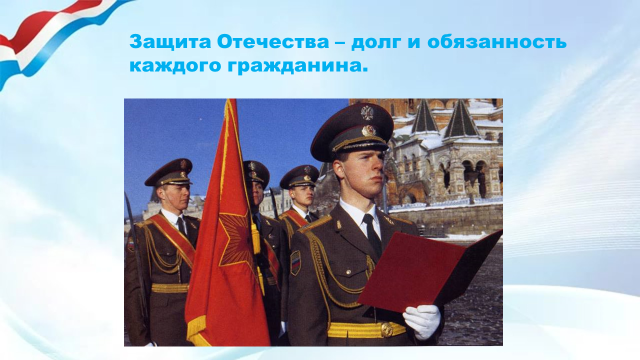 Защита Отечества – долг и обязанность
каждого гражданина.